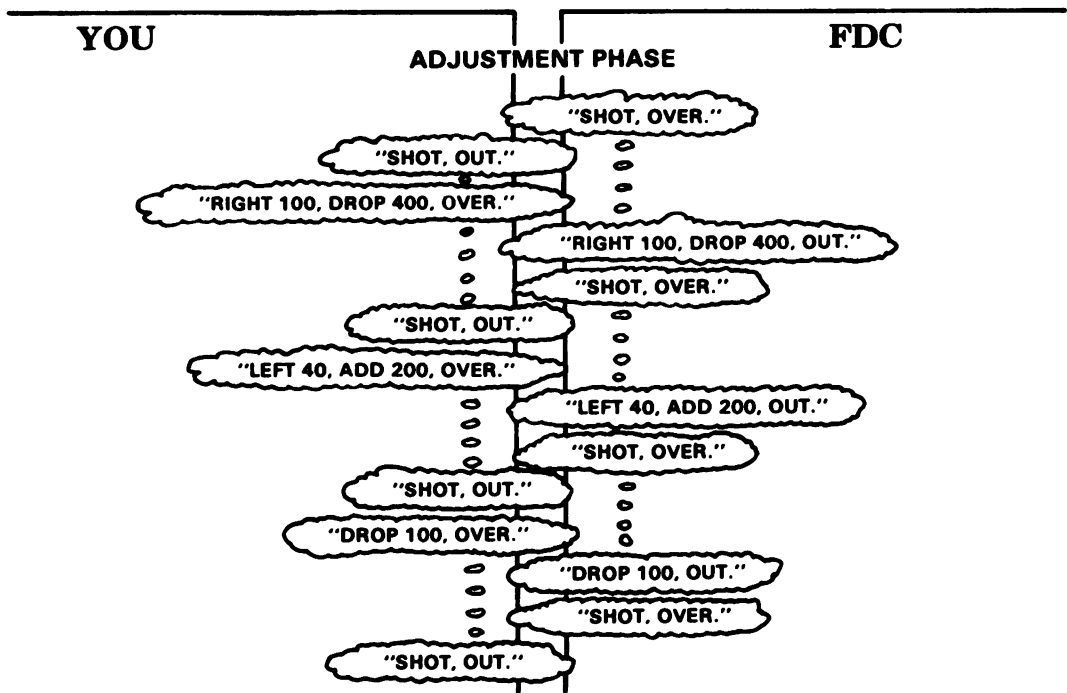 YOU
FDC
ADJUSTMENT PHASE
"SHOT, OVER."
"SHOT, OUT."
"RIGHT 100, DROP 400, OVER."
"RIGHT 100, DROP 400, OUT."
"SHOT, OVER."
"SHOT, OUT."
"LEFT 40, ADD 200, OVER."
"LEFT 40, ADD 200, OUT."
"SHOT, OVER."
"SHOT, OUT."
"DROP 100, OVER."
"DROP 100, OUT."
"SHOT, OVER."
"SHOT, OUT."